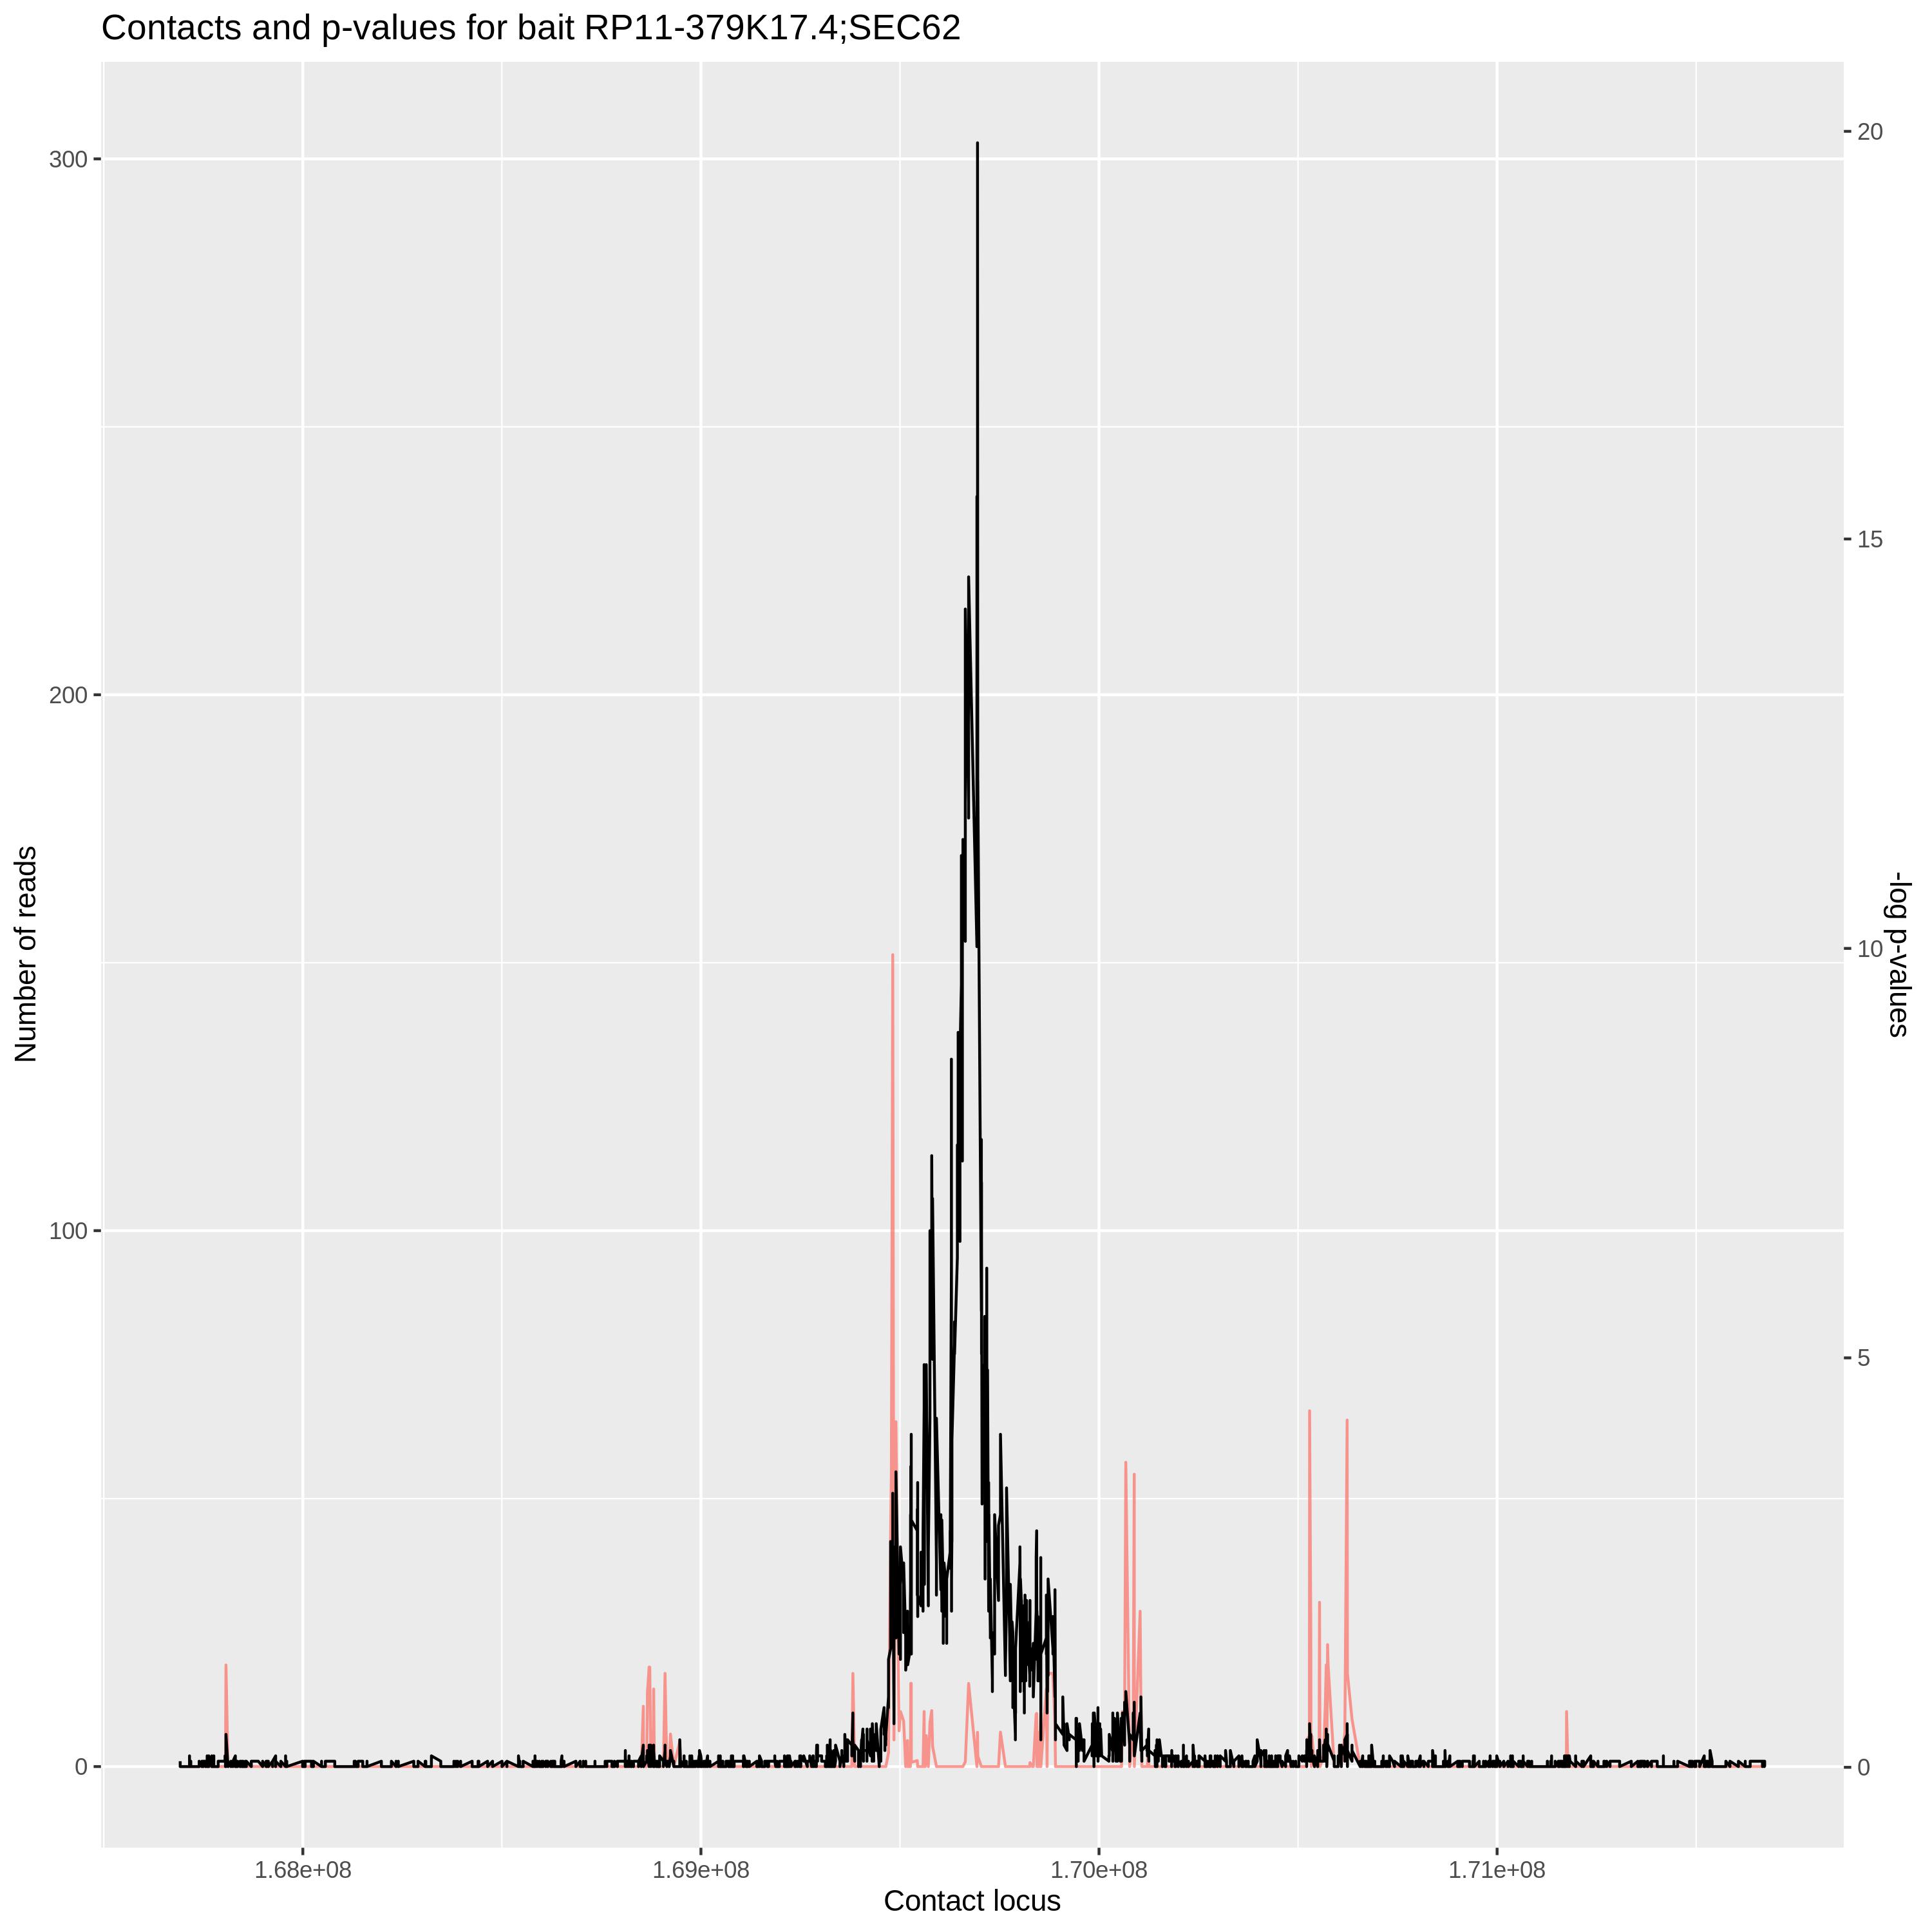 Contacts and p-values for bait RP11-379K17.4;SEC62
Number of reads
300
200
100
0
20
15
10
5
0
-log p-values
1.68e+08 1.69e+08 1.70e+08 1.71e+08
Contact locus